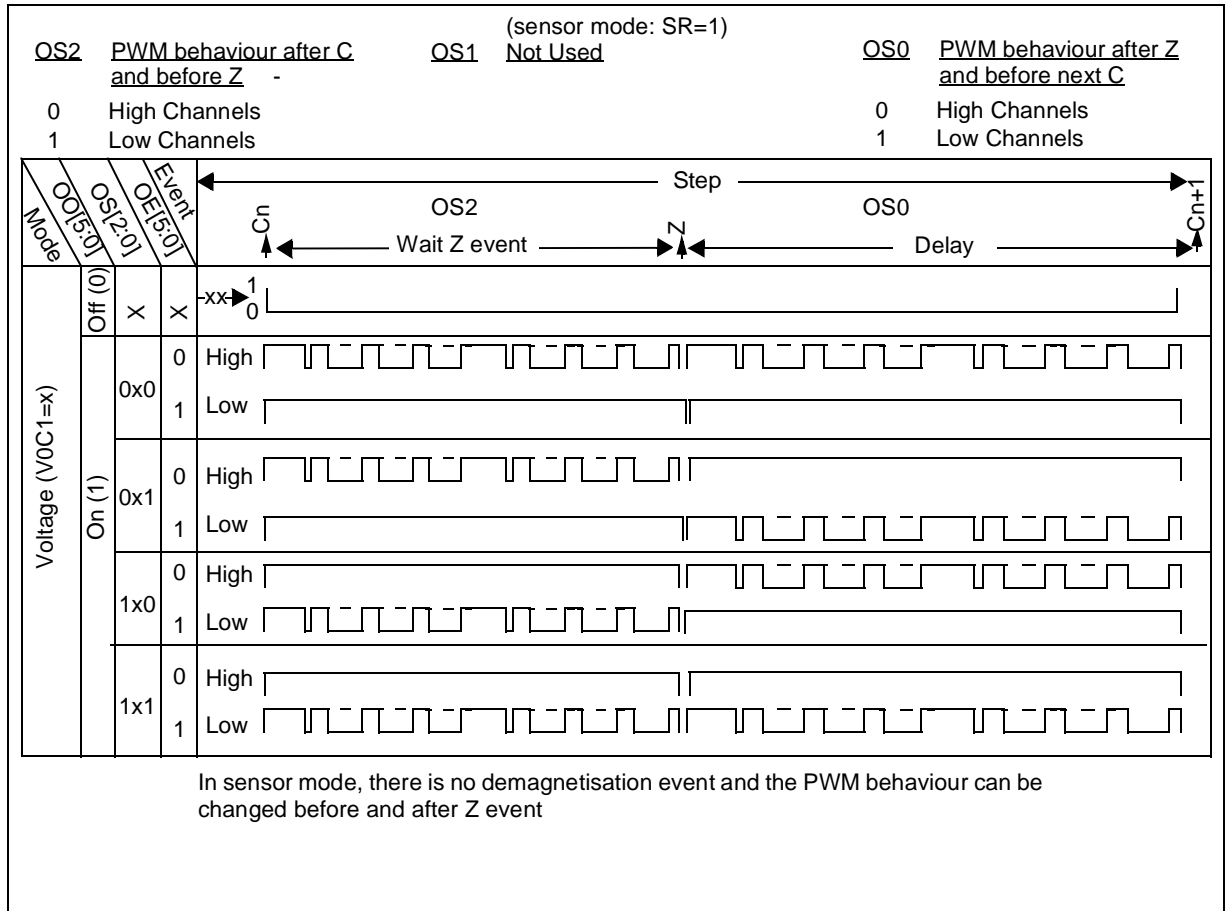 (sensor mode: SR=1)
OS2 PWM behaviour after C and before Z -
0 High Channels
1 Low Channels
OS1 Not Used
OS0 PWM behaviour after Z and before next C
0 High Channels
1 Low Channels
Mode OO[5:0] OS[2:0] OE[5:0] Event
Step
Cn OS2 Z OS0 Cn+1
Wait Z event Delay
Voltage (V0C1=x)
Off (0) X X -xx 1
0
On (1)
0x0 0 High
1 Low
0x1 0 High
1 Low
1x0 0 High
1 Low
1x1 0 High
1 Low
In sensor mode, there is no demagnetisation event and the PWM behaviour can be
changed before and after Z event